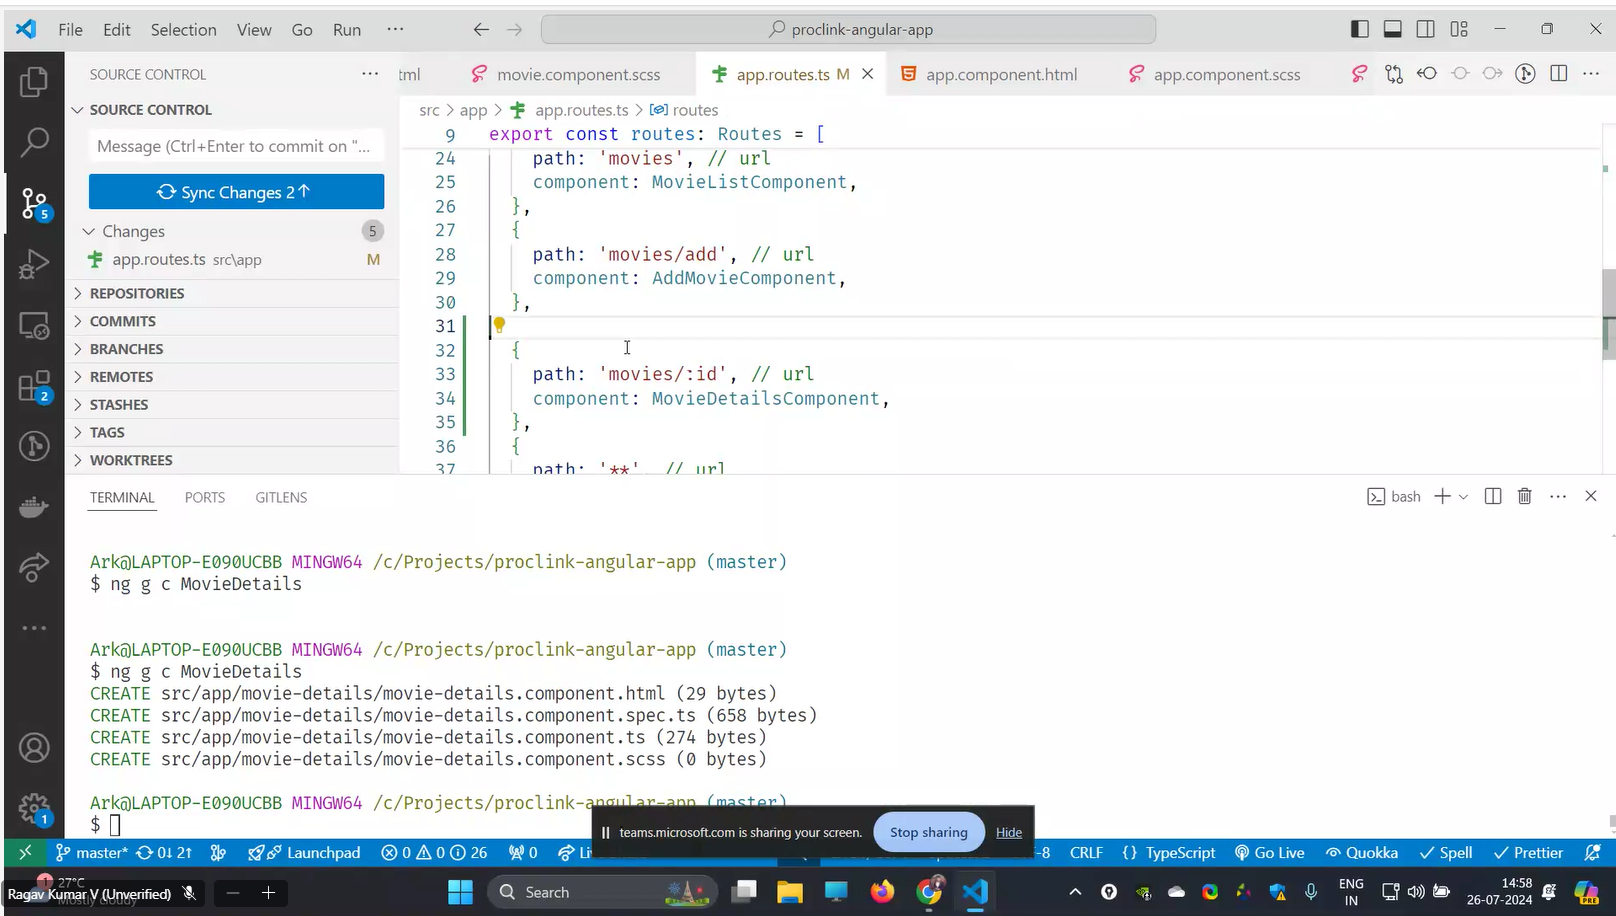 File Edit Selection View Go Run ··· proclink-angular-app
SOURCE CONTROL ··· tml movie.component.scss app.routes.ts M app.component.html app.component.scss ···
SOURCE CONTROL
Message (Ctrl+Enter to commit on "...
Sync Changes 2↑
Changes 5
app.routes.ts src\app M
REPOSITORIES
COMMITS
BRANCHES
REMOTES
STASHES
TAGS
WORKTREES
5
2
1
src > app > app.routes.ts > routes
9 export const routes: Routes = [
24 path: 'movies', // url
25 component: MovieListComponent,
26 },
27 {
28 path: 'movies/add', // url
29 component: AddMovieComponent,
30 },
31
32 {
33 path: 'movies/:id', // url
34 component: MovieDetailsComponent,
35 },
36 {
37 path: '**', // url
TERMINAL PORTS GITLENS bash
Ark@LAPTOP-E090UCBB MINGW64 /c/Projects/proclink-angular-app (master)
$ ng g c MovieDetails
Ark@LAPTOP-E090UCBB MINGW64 /c/Projects/proclink-angular-app (master)
$ ng g c MovieDetails
CREATE src/app/movie-details/movie-details.component.html (29 bytes)
CREATE src/app/movie-details/movie-details.component.spec.ts (658 bytes)
CREATE src/app/movie-details/movie-details.component.ts (274 bytes)
CREATE src/app/movie-details/movie-details.component.scss (0 bytes)
Ark@LAPTOP-E090UCBB MINGW64 /c/Projects/proclink-angular-app (master)
$
teams.microsoft.com is sharing your screen. Stop sharing Hide
master* 0↓ 2↑ Launchpad 0 0 26 0 CRLF {} TypeScript Go Live Quokka Spell Prettier
1 27°C
Mostly cloudy
Ragav Kumar V (Unverified)
Search
ENG
IN
14:58
26-07-2024
PRE